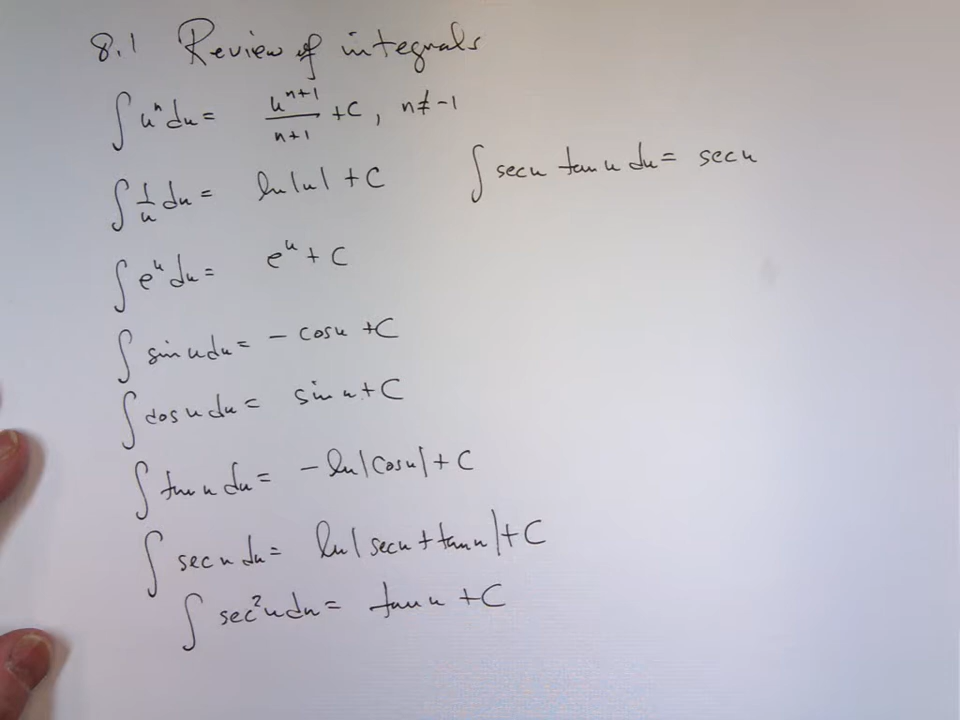 8.1 Review of integrals
∫ uⁿ du = uⁿ⁺¹/(n+1) + C, n ≠ -1
∫ 1/u du = ln|u| + C
∫ eᵘ du = eᵘ + C
∫ sin u du = - cos u + C
∫ cos u du = sin u + C
∫ tan u du = - ln|cos u| + C
∫ sec u du = ln|sec u + tan u| + C
∫ sec² u du = tan u + C
∫ sec u tan u du = sec u